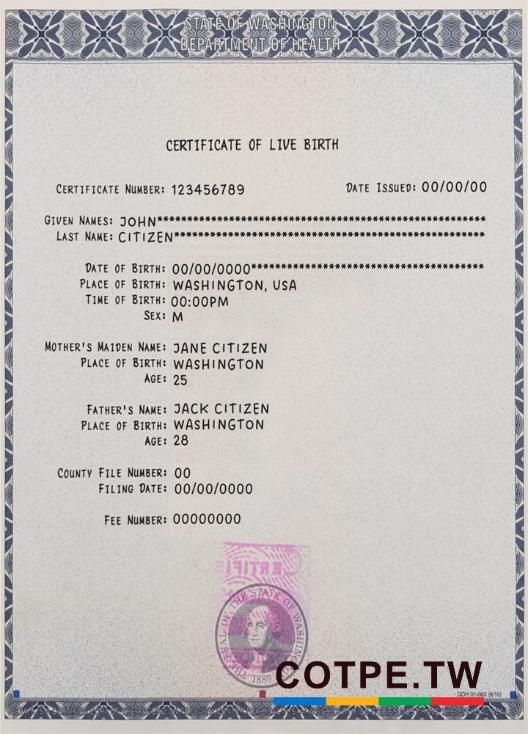 STATE OF WASHINGTON
DEPARTMENT OF HEALTH
CERTIFICATE OF LIVE BIRTH
CERTIFICATE NUMBER: 123456789 DATE ISSUED: 00/00/00
GIVEN NAMES: JOHN*******************************************************
LAST NAME: CITIZEN****************************************************
DATE OF BIRTH: 00/00/0000***************************************
PLACE OF BIRTH: WASHINGTON, USA
TIME OF BIRTH: 00:00PM
SEX: M
MOTHER'S MAIDEN NAME: JANE CITIZEN
PLACE OF BIRTH: WASHINGTON
AGE: 25
FATHER'S NAME: JACK CITIZEN
PLACE OF BIRTH: WASHINGTON
AGE: 28
COUNTY FILE NUMBER: 00
FILING DATE: 00/00/0000
FEE NUMBER: 00000000
THE SEAL OF THE STATE OF WASHINGTON
1889
COTPE.TW